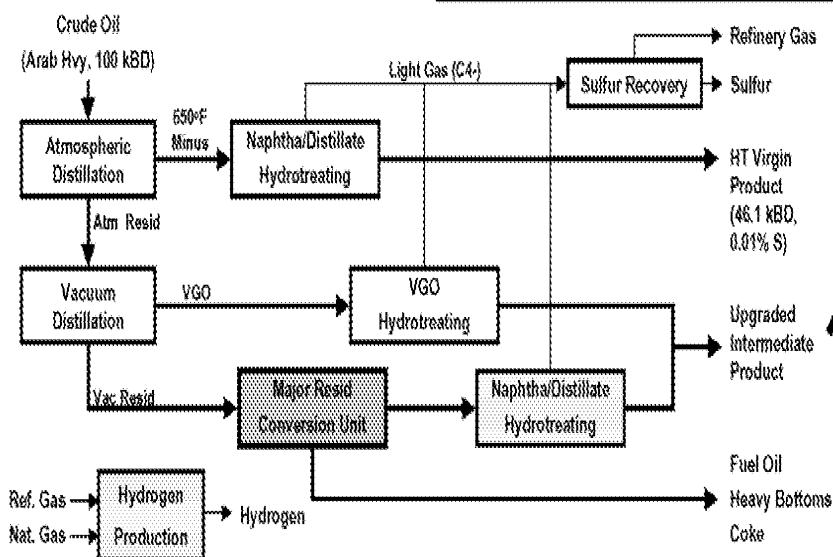 Crude Oil
(Arab Hvy, 100 kBD)
Light Gas (C4-)
Refinery Gas
Sulfur Recovery
Sulfur
650ºF
Minus
Atmospheric
Distillation
Naphtha/Distillate
Hydrotreating
HT Virgin
Product
(46.1 kBD,
0.01% S)
Atm Resid
Vacuum
Distillation
VGO
VGO
Hydrotreating
Upgraded
Intermediate
Product
Vac Resid
Major Resid
Conversion Unit
Naphtha/Distillate
Hydrotreating
Fuel Oil
Heavy Bottoms
Coke
Ref. Gas
Nat. Gas
Hydrogen
Production
Hydrogen